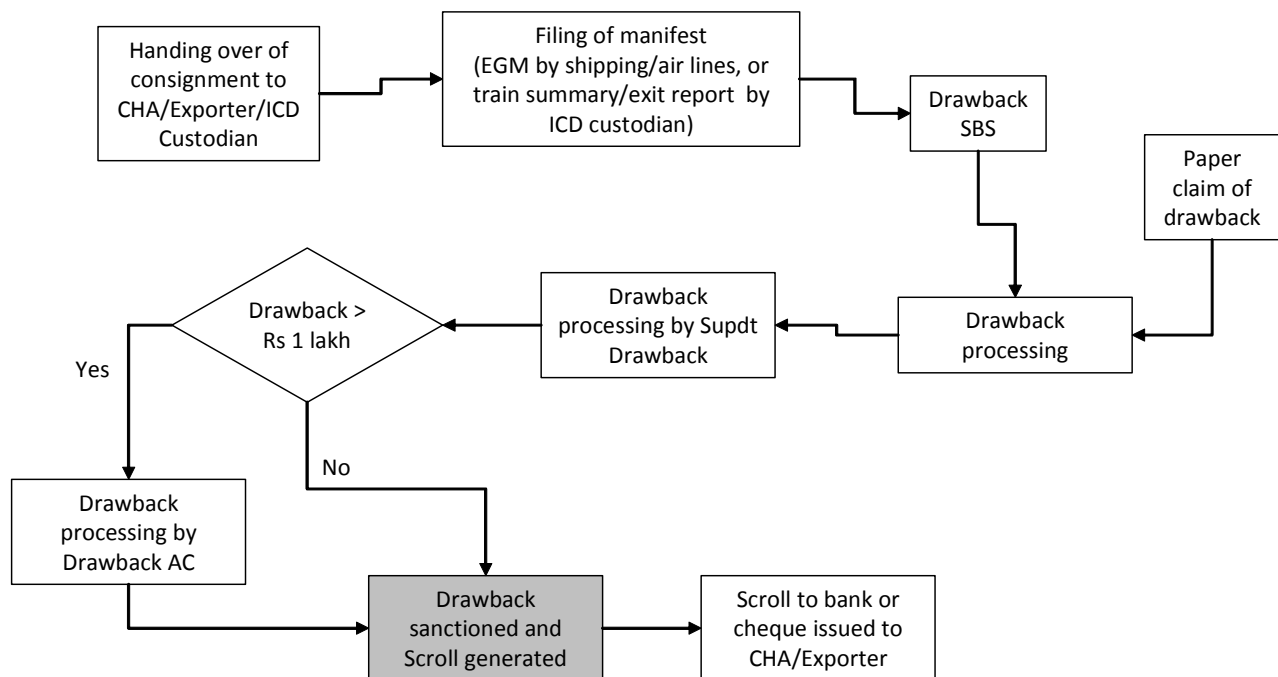 Handing over of
consignment to
CHA/Exporter/ICD
Custodian
Filing of manifest
(EGM by shipping/air lines, or
train summary/exit report by
ICD custodian)
Drawback
SBS
Paper
claim of
drawback
Drawback
processing
Drawback
processing by Supdt
Drawback
Drawback >
Rs 1 lakh
Yes
No
Drawback
processing by
Drawback AC
Drawback
sanctioned and
Scroll generated
Scroll to bank or
cheque issued to
CHA/Exporter